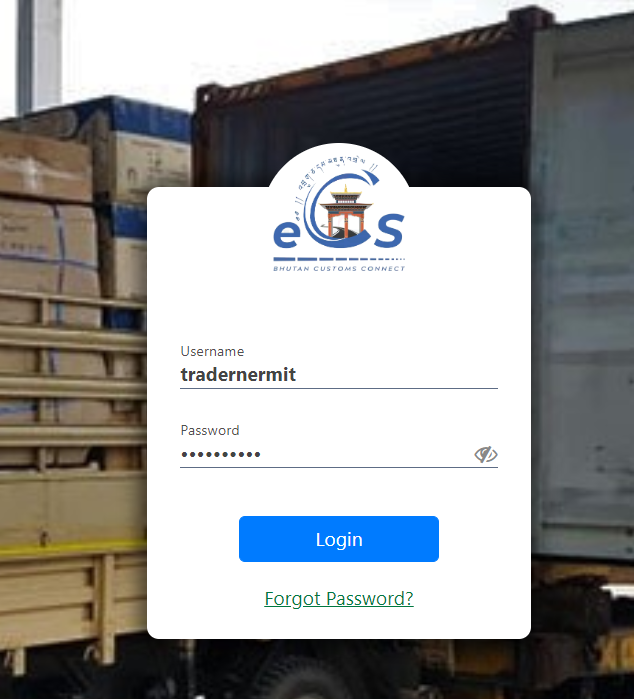 eCS
BHUTAN CUSTOMS CONNECT
Username
tradernermit
Password
••••••••••
Login
Forgot Password?